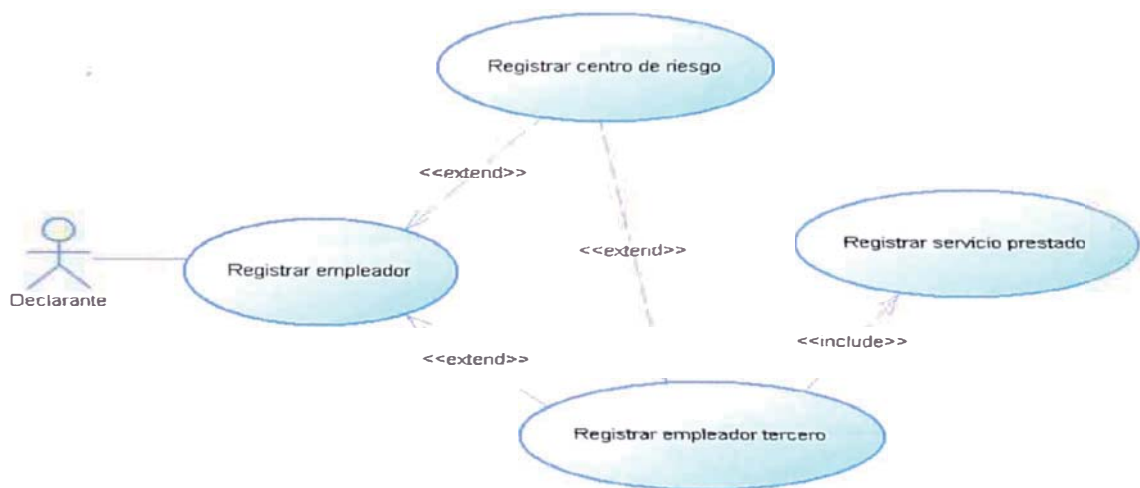 Registrar centro de riesgo
<<extend>>
<<extend>>
Registrar servicio prestado
Registrar empleador
Declarante
<<include>>
<<extend>>
Registrar empleador tercero